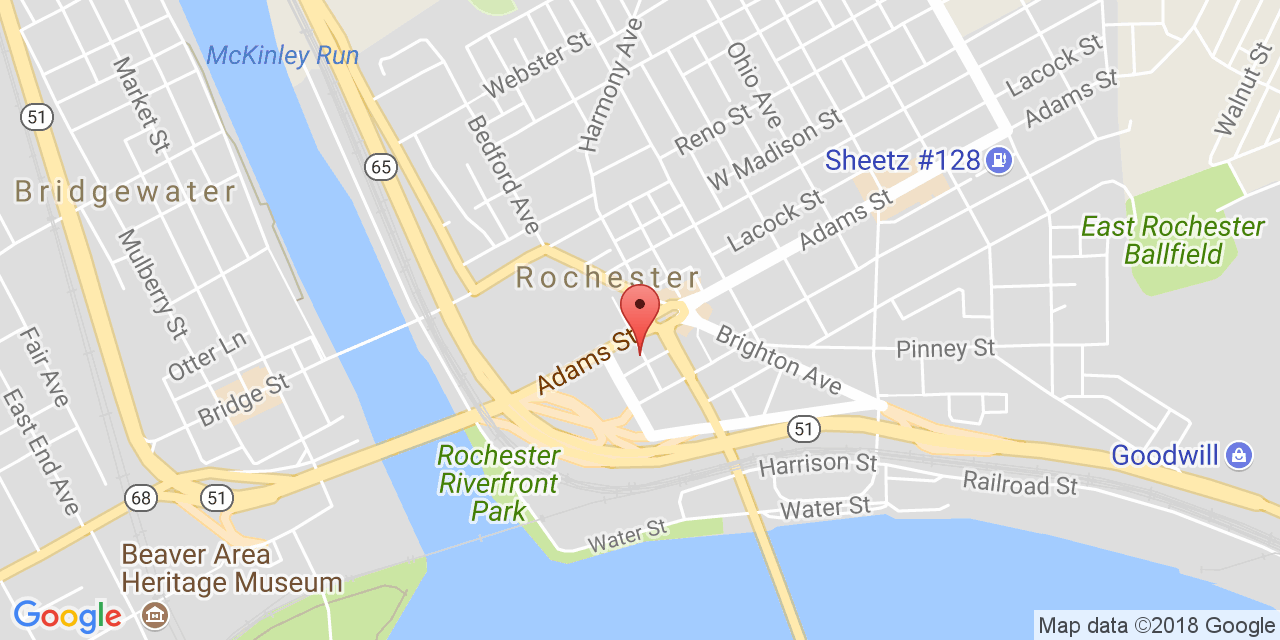 McKinley Run
Webster St
Harmony Ave
Ohio Ave
Lacock St
Adams St
Walnut St
Market St
51
65
Bedford Ave
Reno St
W Madison St
Sheetz #128
Bridgewater
Lacock St
Adams St
East Rochester
Ballfield
Mulberry St
Rochester
Otter Ln
Fair Ave
Adams St
Brighton Ave
Pinney St
Bridge St
East End Ave
51
Rochester
Riverfront
Park
Harrison St
Goodwill
68
51
Railroad St
Water St
Water St
Beaver Area
Heritage Museum
Google
Map data ©2018 Google